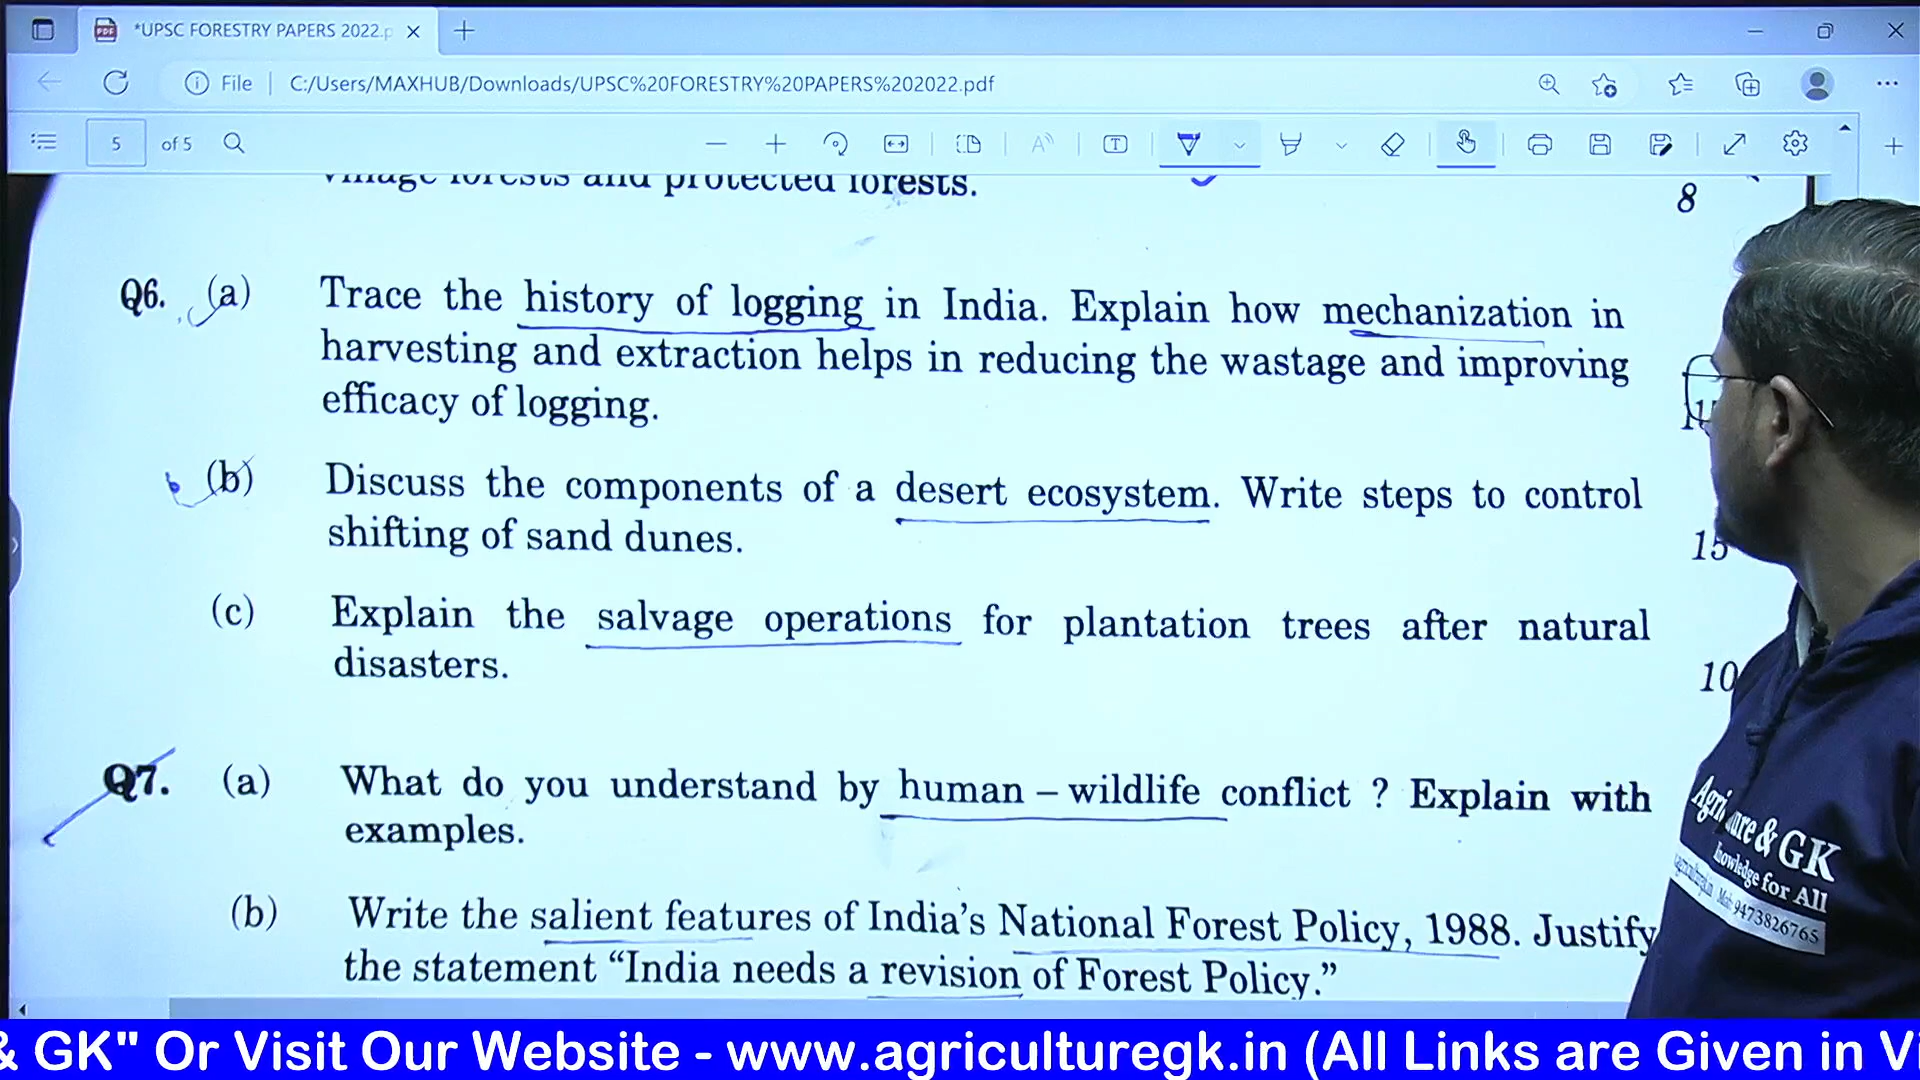 *UPSC FORESTRY PAPERS 2022.p
File
C:/Users/MAXHUB/Downloads/UPSC%20FORESTRY%20PAPERS%202022.pdf
5 of 5
village forests and protected forests.
8
Q6. (a) Trace the history of logging in India. Explain how mechanization in
harvesting and extraction helps in reducing the wastage and improving
efficacy of logging.
(b) Discuss the components of a desert ecosystem. Write steps to control
shifting of sand dunes.
15
(c) Explain the salvage operations for plantation trees after natural
disasters.
10
Q7. (a) What do you understand by human – wildlife conflict ? Explain with
examples.
(b) Write the salient features of India's National Forest Policy, 1988. Justify
the statement “India needs a revision of Forest Policy.”
& GK
Knowledge for All
9473826765
& GK" Or Visit Our Website - www.agriculturegk.in (All Links are Given in Vi